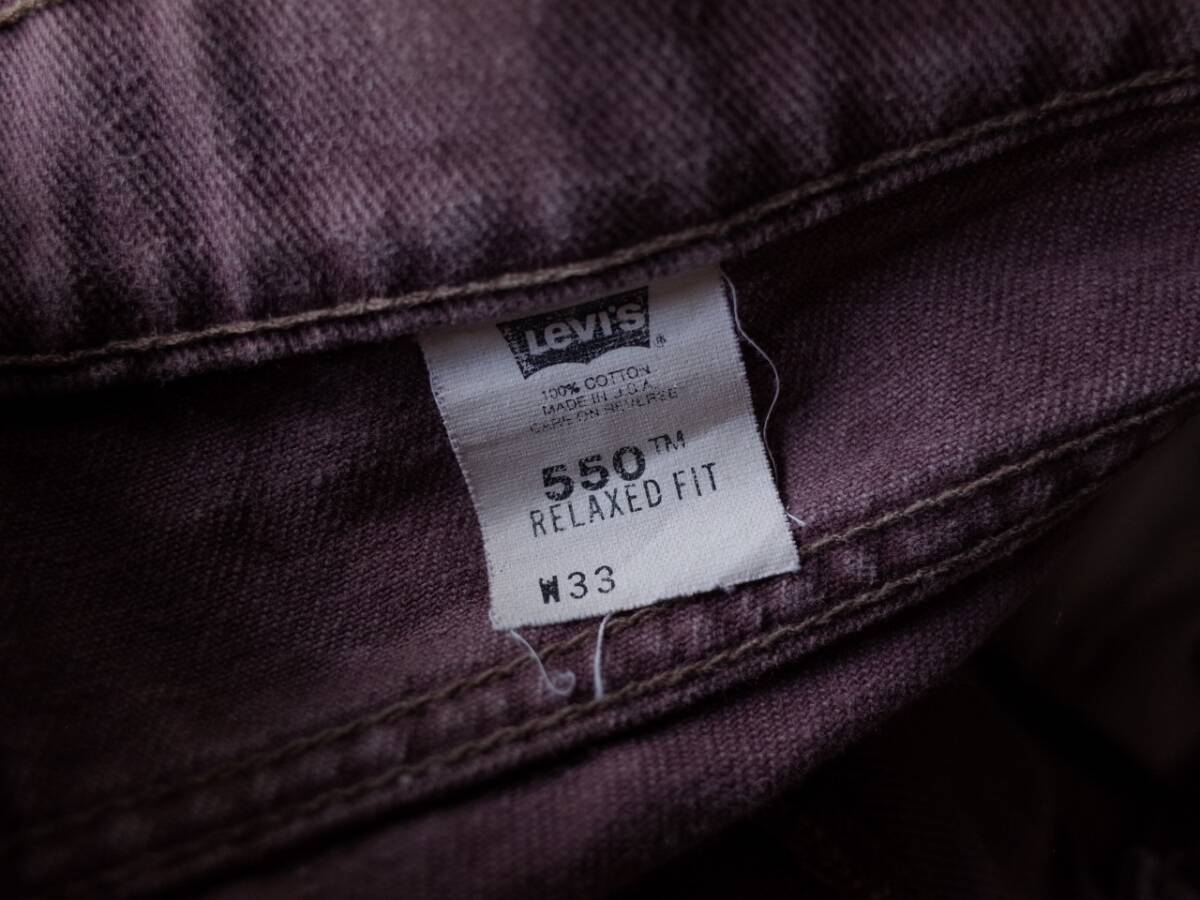 Levi's®
100% COTTON
MADE IN U.S.A.
CARE ON REVERSE
550™
RELAXED FIT
W33